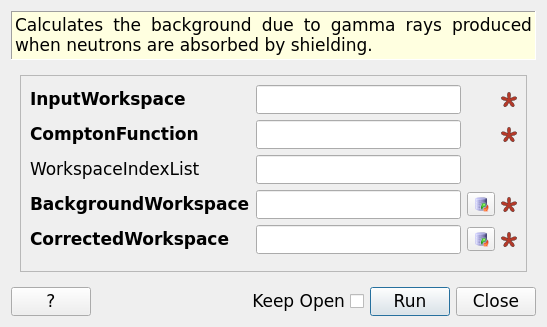 Calculates the background due to gamma rays produced
when neutrons are absorbed by shielding.
InputWorkspace
ComptonFunction
WorkspaceIndexList
BackgroundWorkspace
CorrectedWorkspace
? Keep Open Run Close